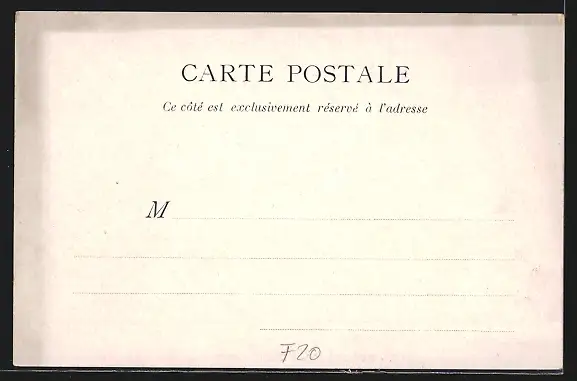 CARTE POSTALE
Ce côté est exclusivement réservé à l'adresse
M
F20